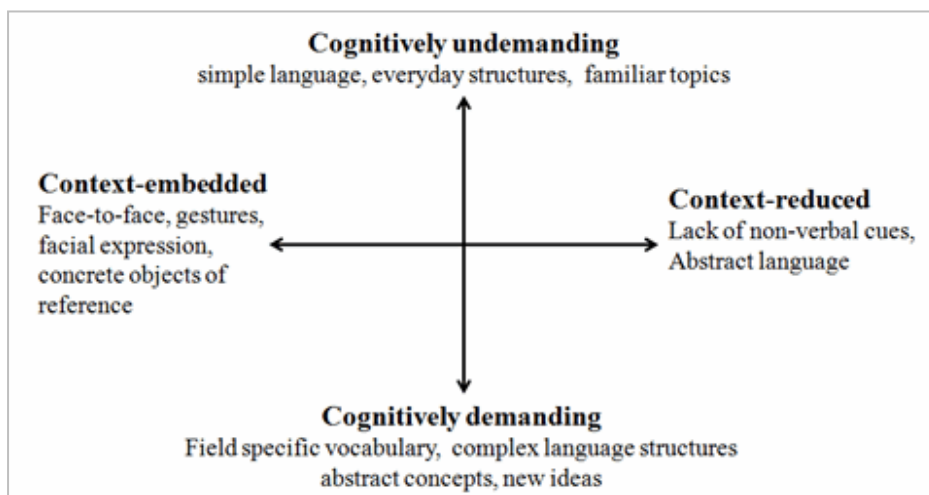 Cognitively undemanding
simple language, everyday structures, familiar topics
Context-embedded
Face-to-face, gestures,
facial expression,
concrete objects of
reference
Context-reduced
Lack of non-verbal cues,
Abstract language
Cognitively demanding
Field specific vocabulary, complex language structures
abstract concepts, new ideas